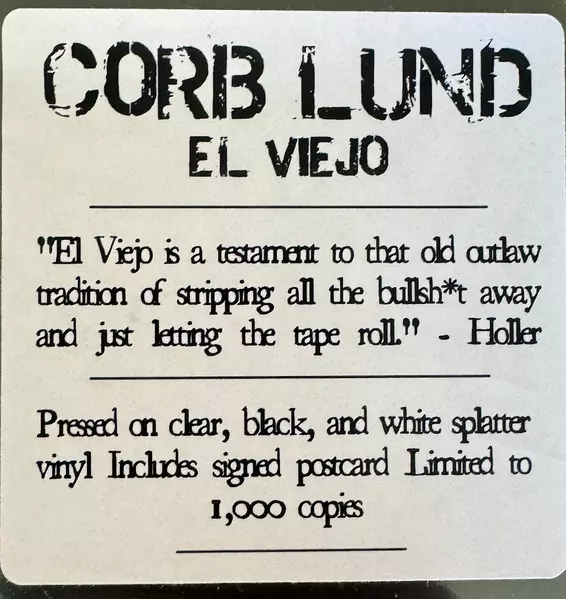 CORB LUND
EL VIEJO
"El Viejo is a testament to that old outlaw
tradition of stripping all the bullsh*t away
and just letting the tape roll." - Holler
Pressed on clear, black, and white splatter
vinyl Includes signed postcard Limited to
1,000 copies